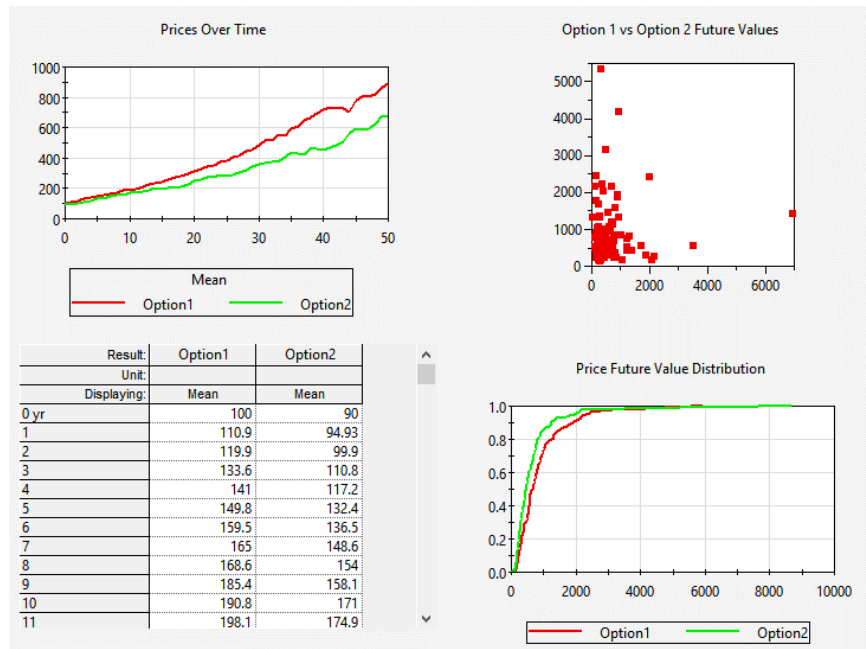 Prices Over Time
1000
800
600
400
200
0
0 10 20 30 40 50
Mean
Option1 Option2
Option 1 vs Option 2 Future Values
5000
4000
3000
2000
1000
0
0 2000 4000 6000
Result: Option1 Option2
Unit:
Displaying: Mean Mean
0 yr 100 90
1 110.9 94.93
2 119.9 99.9
3 133.6 110.8
4 141 117.2
5 149.8 132.4
6 159.5 136.5
7 165 148.6
8 168.6 154
9 185.4 158.1
10 190.8 171
11 198.1 174.9
Price Future Value Distribution
1.0
0.8
0.6
0.4
0.2
0.0
0 2000 4000 6000 8000 10000
Option1 Option2